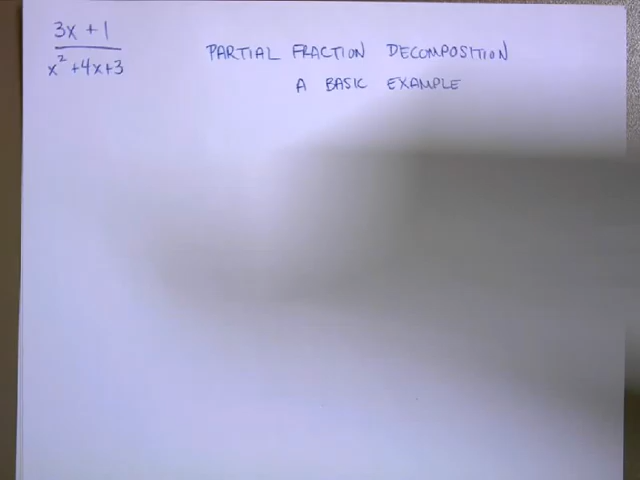 3x + 1
x² + 4x + 3
PARTIAL FRACTION DECOMPOSITION
A BASIC EXAMPLE